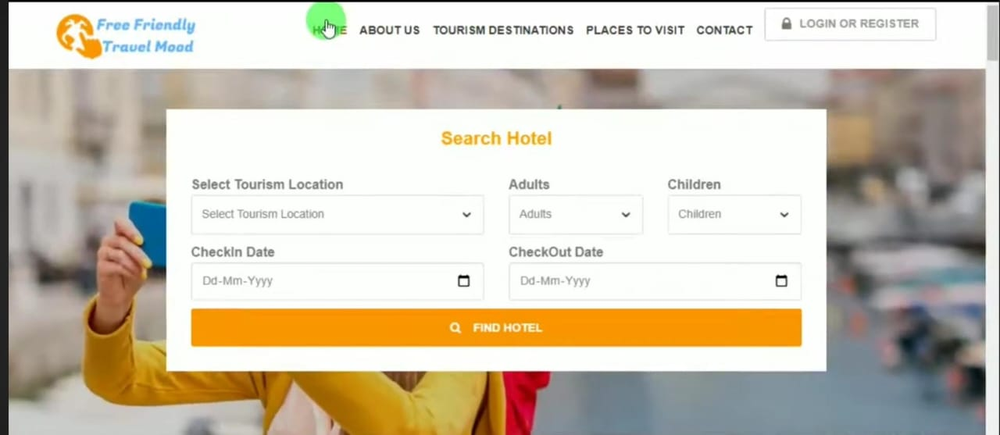 Free Friendly
Travel Mood
HOME ABOUT US TOURISM DESTINATIONS PLACES TO VISIT CONTACT LOGIN OR REGISTER
Search Hotel
Select Tourism Location Adults Children
Select Tourism Location Adults Children
CheckIn Date CheckOut Date
Dd-Mm-Yyyy Dd-Mm-Yyyy
FIND HOTEL